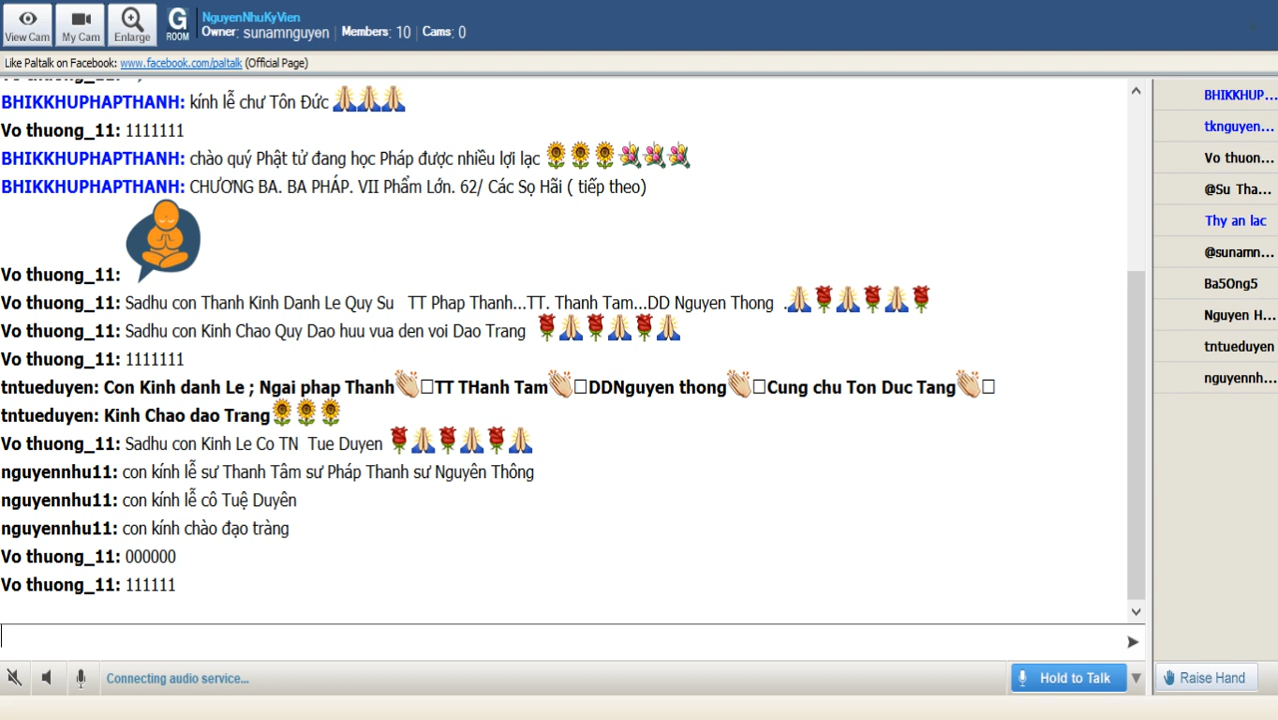 View Cam
My Cam
Enlarge
G
ROOM
NguyenNhuKyVien
Owner: sunamnguyen | Members: 10 | Cams: 0
Like Paltalk on Facebook: www.facebook.com/paltalk (Official Page)
BHIKKHUPHAPTHANH: kính lễ chư Tôn Đức
Vo thuong_11: 1111111
BHIKKHUPHAPTHANH: chào quý Phật tử đang học Pháp được nhiều lợi lạc
BHIKKHUPHAPTHANH: CHƯƠNG BA. BA PHÁP. VII Phẩm Lớn. 62/ Các Sợ Hãi ( tiếp theo)
Vo thuong_11:
Vo thuong_11: Sadhu con Thanh Kinh Danh Le Quy Su TT Phap Thanh...TT. Thanh Tam...DD Nguyen Thong .
Vo thuong_11: Sadhu con Kinh Chao Quy Dao huu vua den voi Dao Trang
Vo thuong_11: 1111111
tntueduyen: Con Kinh danh Le ; Ngai phap Thanh TT THanh Tam DDNguyen thong Cung chu Ton Duc Tang
tntueduyen: Kinh Chao dao Trang
Vo thuong_11: Sadhu con Kinh Le Co TN Tue Duyen
nguyennhu11: con kính lễ sư Thanh Tâm sư Pháp Thanh sư Nguyên Thông
nguyennhu11: con kính lễ cô Tuệ Duyên
nguyennhu11: con kính chào đạo tràng
Vo thuong_11: 000000
Vo thuong_11: 111111
BHIKKHUP...
tknguyen...
Vo thuon...
@Su Tha...
Thy an lac
@sunamn...
Ba5Ong5
Nguyen H...
tntueduyen
nguyennh...
Connecting audio service...
Hold to Talk
Raise Hand